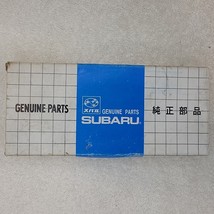 GENUINE PARTS
スバル
GENUINE PARTS
SUBARU
純正部品